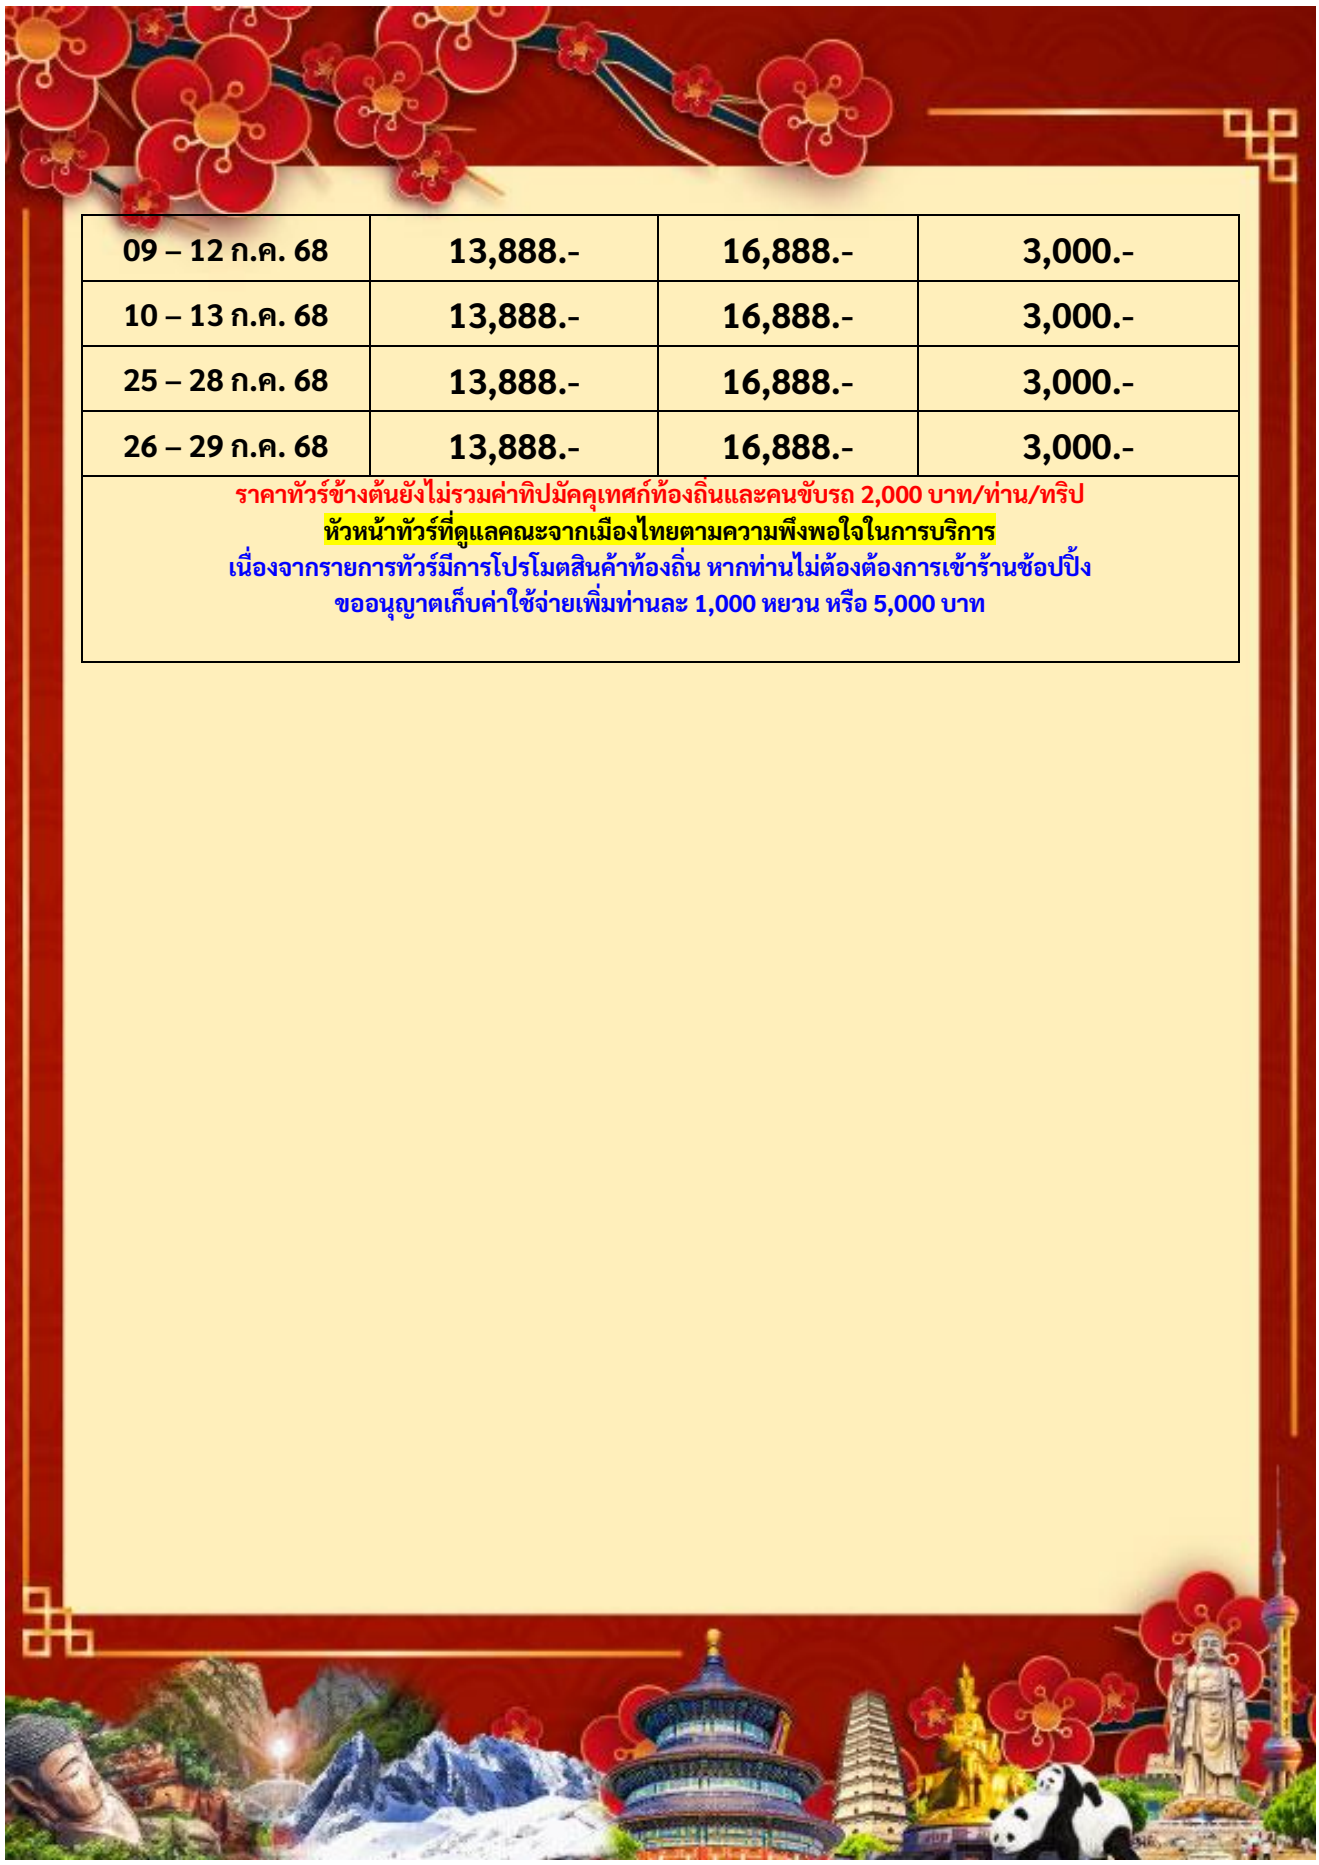 09 – 12 ก.ค. 68 13,888.- 16,888.- 3,000.-
10 – 13 ก.ค. 68 13,888.- 16,888.- 3,000.-
25 – 28 ก.ค. 68 13,888.- 16,888.- 3,000.-
26 – 29 ก.ค. 68 13,888.- 16,888.- 3,000.-
ราคาทัวร์ข้างต้นยังไม่รวมค่าทิปมัคคุเทศก์ท้องถิ่นและคนขับรถ 2,000 บาท/ท่าน/ทริป
หัวหน้าทัวร์ที่ดูแลคณะจากเมืองไทยตามความพึงพอใจในการบริการ
เนื่องจากรายการทัวร์มีการโปรโมตสินค้าท้องถิ่น หากท่านไม่ต้องต้องการเข้าร้านช้อปปิ้ง
ขออนุญาตเก็บค่าใช้จ่ายเพิ่มท่านละ 1,000 หยวน หรือ 5,000 บาท